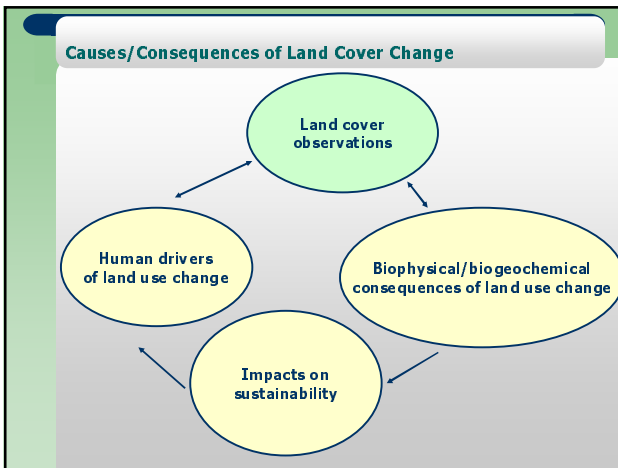 Causes/Consequences of Land Cover Change
Land cover
observations
Human drivers
of land use change
Biophysical/biogeochemical
consequences of land use change
Impacts on
sustainability